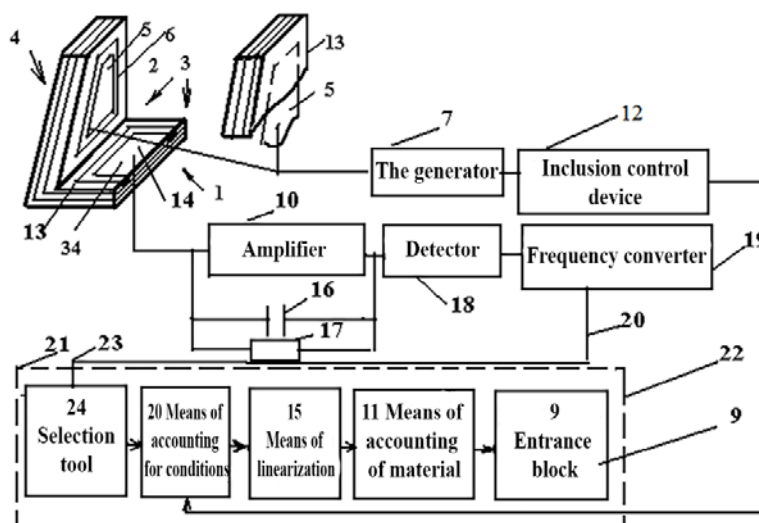 4
5
6
2
3
13
5
7
12
The generator
Inclusion control
device
1
14
13
34
10
Amplifier
Detector
Frequency converter
19
18
16
17
20
21
23
22
24
Selection
tool
20 Means of
accounting
for conditions
15
Means of
linearization
11 Means of
accounting
of material
9
Entrance
block
9